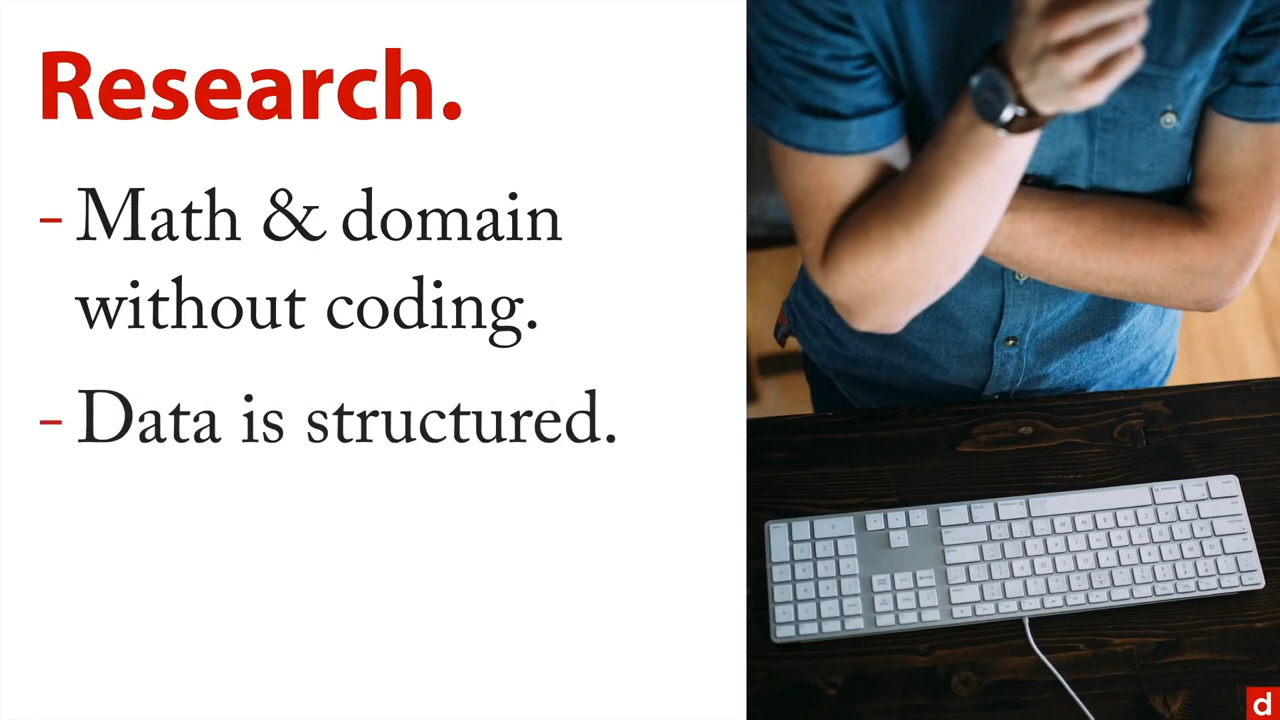 Research.
- Math & domain
without coding.
- Data is structured.
d